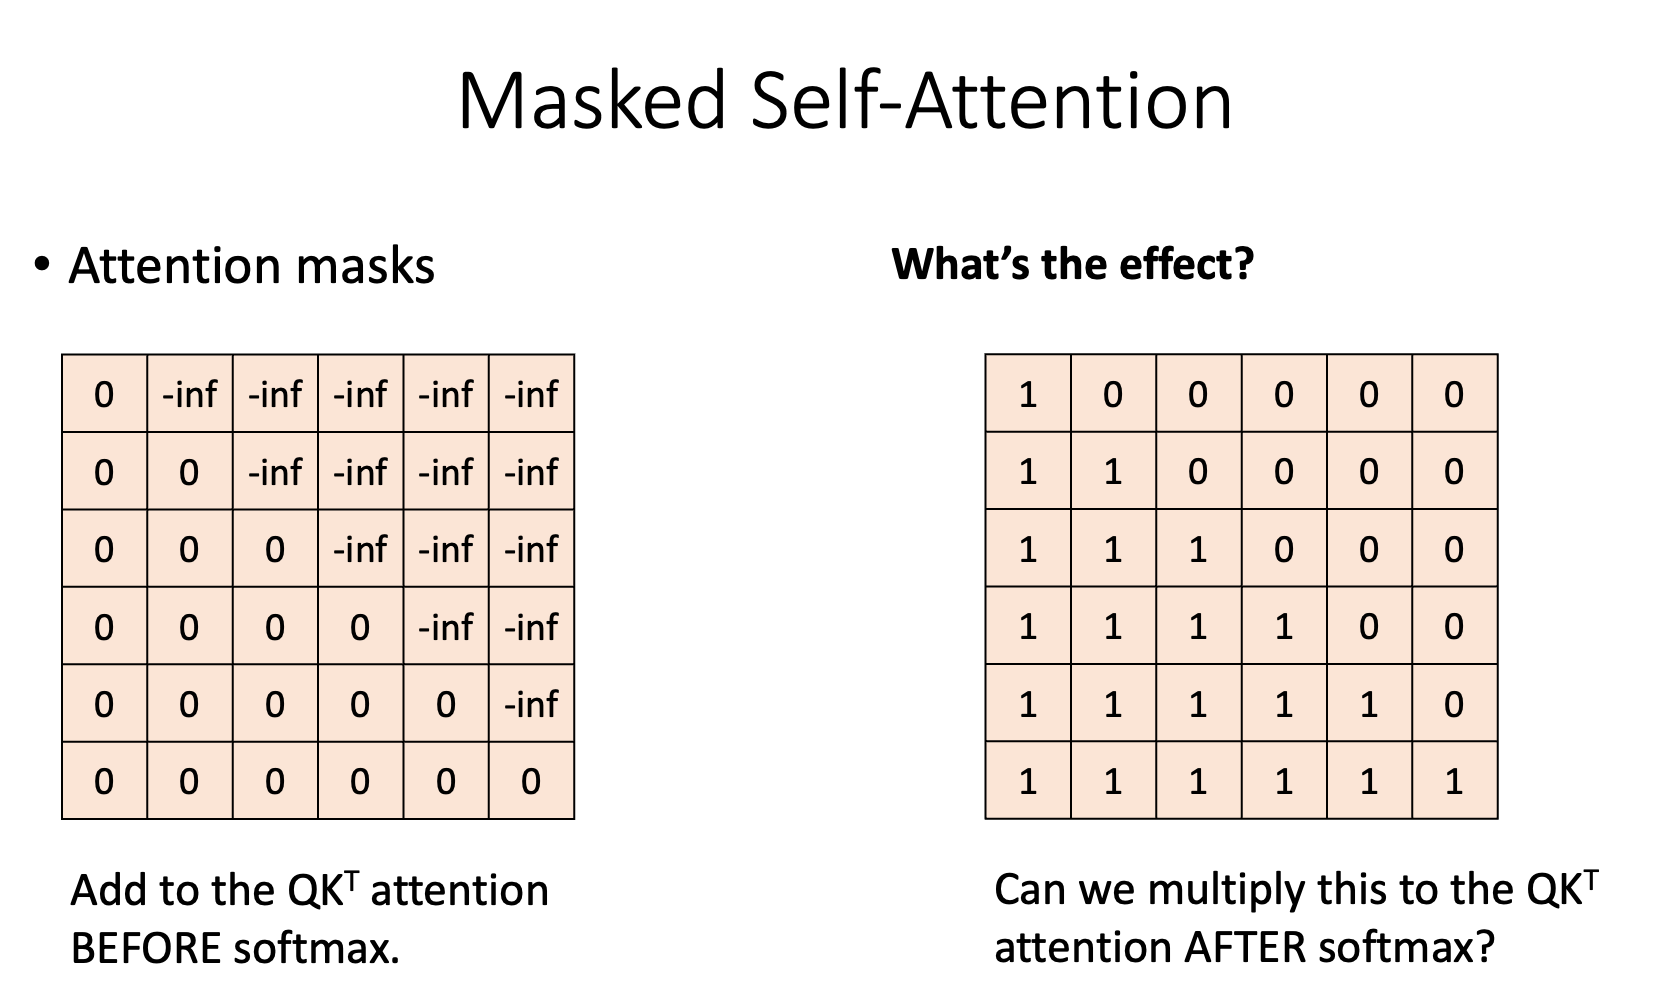 Masked Self-Attention
• Attention masks
What’s the effect?
0 -inf -inf -inf -inf -inf
0 0 -inf -inf -inf -inf
0 0 0 -inf -inf -inf
0 0 0 0 -inf -inf
0 0 0 0 0 -inf
0 0 0 0 0 0
Add to the QKᵀ attention
BEFORE softmax.
1 0 0 0 0 0
1 1 0 0 0 0
1 1 1 0 0 0
1 1 1 1 0 0
1 1 1 1 1 0
1 1 1 1 1 1
Can we multiply this to the QKᵀ
attention AFTER softmax?